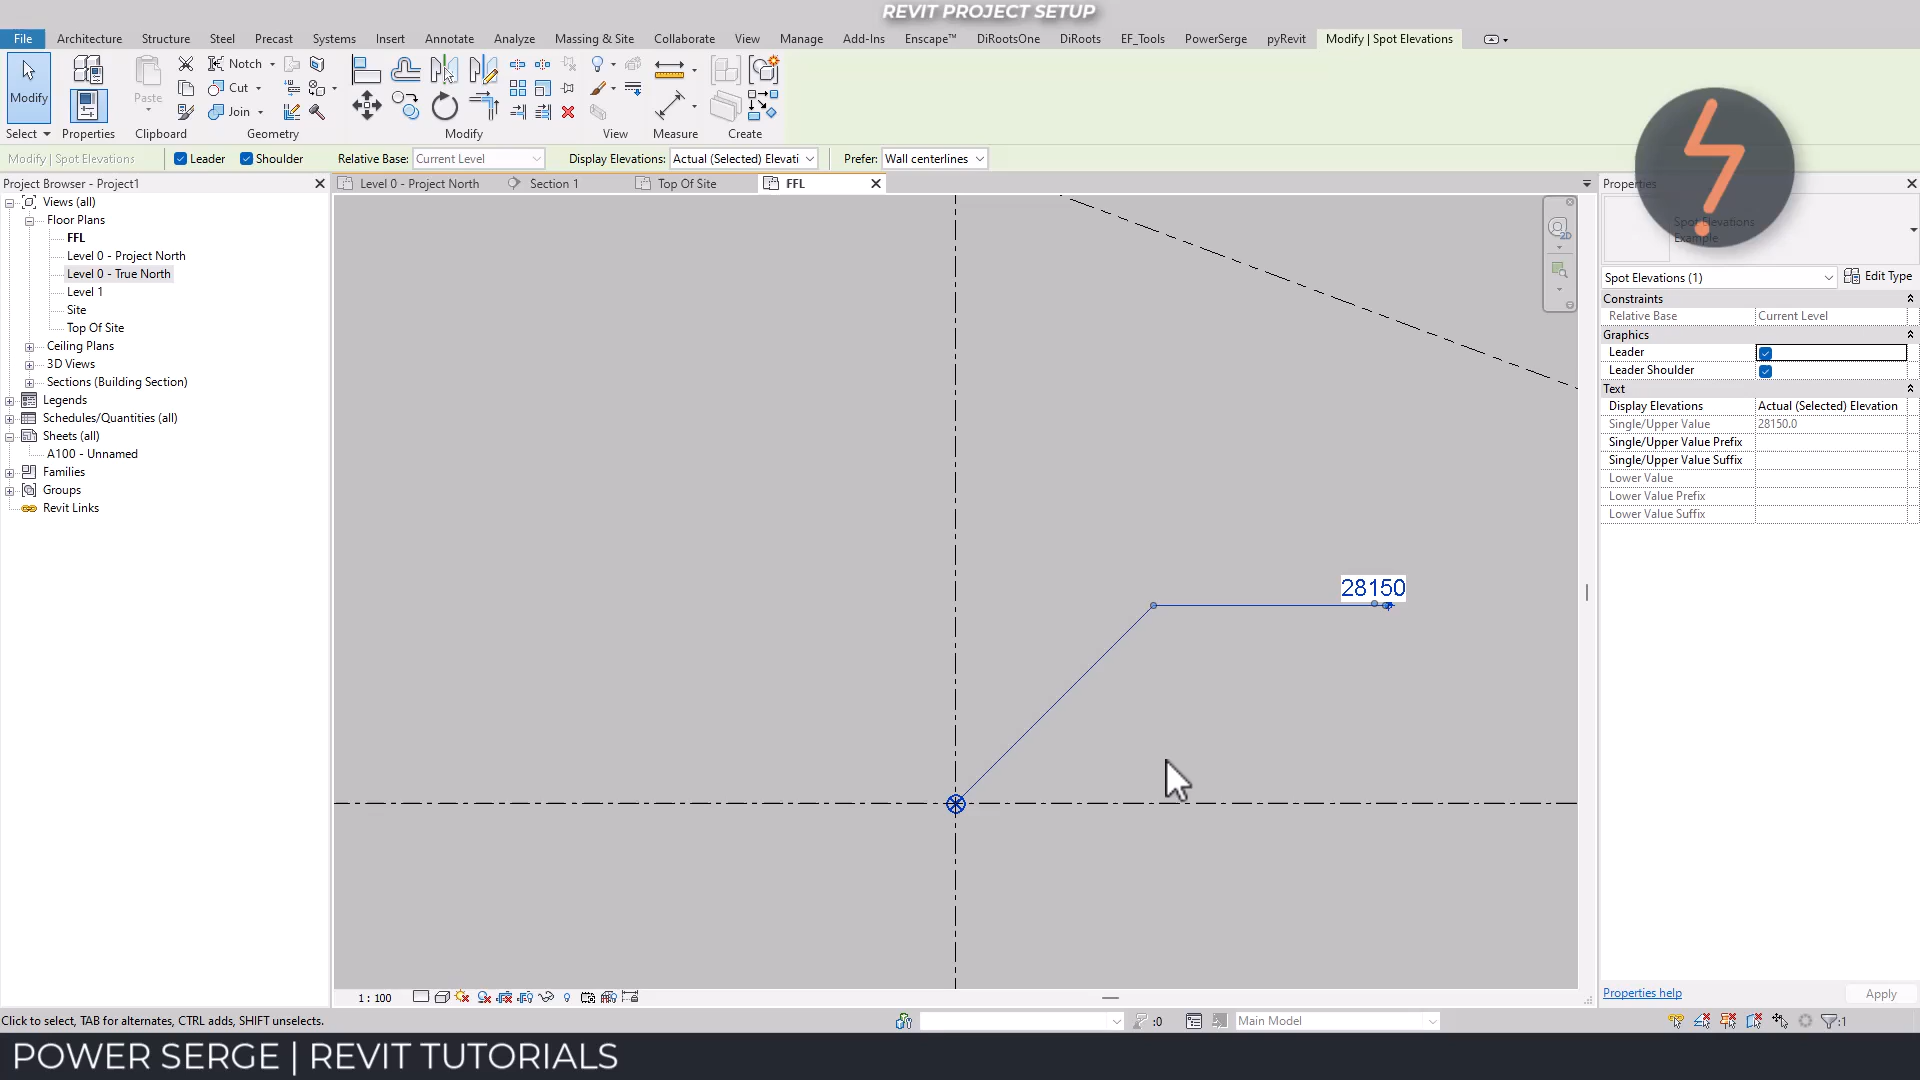 REVIT PROJECT SETUP
File Architecture Structure Steel Precast Systems Insert Annotate Analyze Massing & Site Collaborate View Manage Add-Ins Enscape™ DiRootsOne DiRoots EF_Tools PowerSerge pyRevit Modify | Spot Elevations
Notch
Modify Paste Cut
Join
Select Properties Clipboard Geometry Modify View Measure Create
Modify | Spot Elevations Leader Shoulder Relative Base: Current Level Display Elevations: Actual (Selected) Elevati Prefer: Wall centerlines
Project Browser - Project1 Level 0 - Project North Section 1 Top Of Site FFL Properties
Views (all)
Floor Plans
FFL
Level 0 - Project North
Level 0 - True North
Level 1
Site
Top Of Site
Ceiling Plans
3D Views
Sections (Building Section)
Legends
Schedules/Quantities (all)
Sheets (all)
A100 - Unnamed
Families
Groups
Revit Links
2D
28150
Spot Elevations
Example
Spot Elevations (1) Edit Type
Constraints
Relative Base Current Level
Graphics
Leader
Leader Shoulder
Text
Display Elevations Actual (Selected) Elevation
Single/Upper Value 28150.0
Single/Upper Value Prefix
Single/Upper Value Suffix
Lower Value
Lower Value Prefix
Lower Value Suffix
Properties help Apply
1 : 100
Click to select, TAB for alternates, CTRL adds, SHIFT unselects. :0 Main Model :1
POWER SERGE | REVIT TUTORIALS